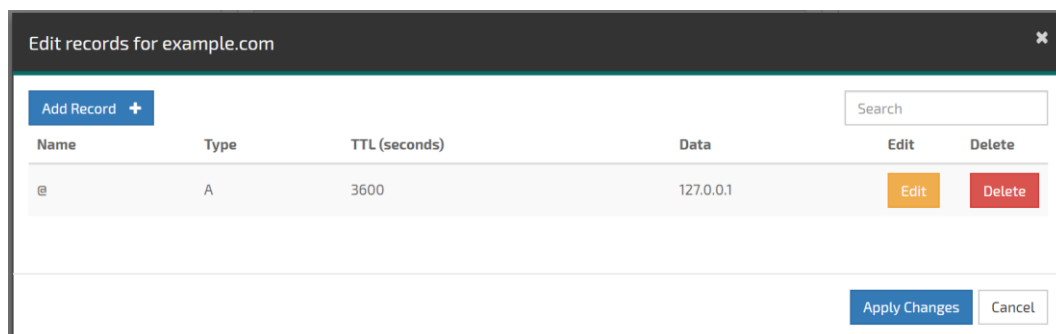 Edit records for example.com ×
Add Record + Search
Name Type TTL (seconds) Data Edit Delete
@ A 3600 127.0.0.1 Edit Delete
Apply Changes Cancel